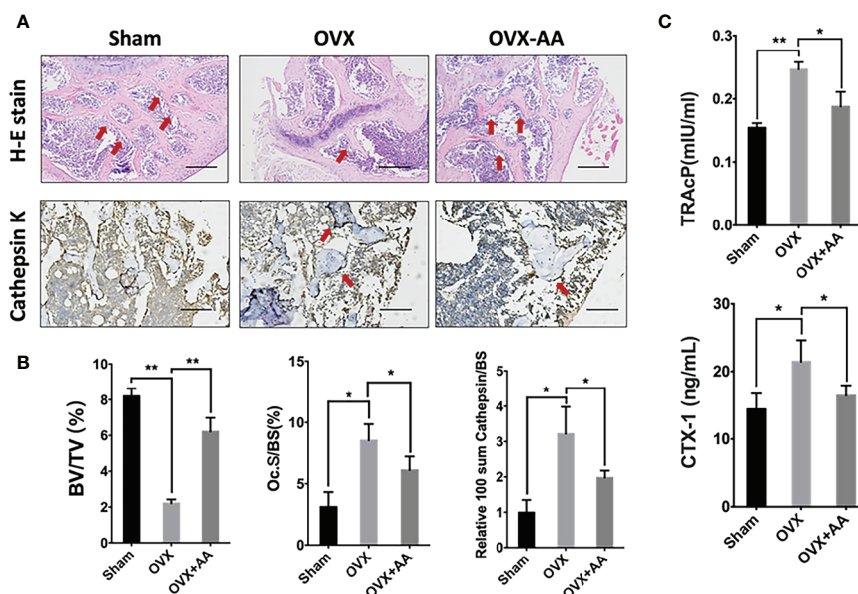 A
Sham
OVX
OVX-AA
H-E stain
Cathepsin K
B
BV/TV (%)
10
8
6
4
2
0
**
**
Sham
OVX
OVX+AA
Oc.S/BS(%)
15
10
5
0
*
*
Sham
OVX
OVX+AA
Relative 100 sum Cathepsin/BS
5
4
3
2
1
0
*
*
Sham
OVX
OVX+AA
C
TRAcP(mIU/ml)
0.3
0.2
0.1
**
*
Sham
OVX
OVX+AA
CTX-1 (ng/mL)
30
20
10
0
*
*
Sham
OVX
OVX+AA